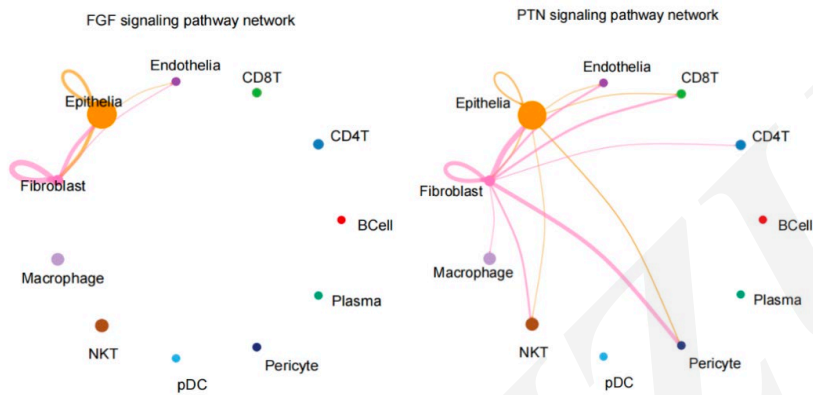 FGF signaling pathway network
Endothelia
CD8T
Epithelia
CD4T
Fibroblast
BCell
Macrophage
Plasma
NKT
Pericyte
pDC
PTN signaling pathway network
Endothelia
CD8T
Epithelia
CD4T
Fibroblast
BCell
Macrophage
Plasma
NKT
Pericyte
pDC